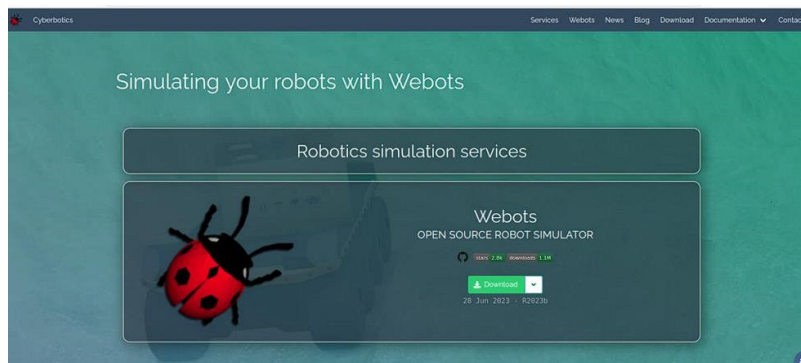 Cyberbotics Services Webots News Blog Download Documentation Contac
Simulating your robots with Webots
Robotics simulation services
Webots
OPEN SOURCE ROBOT SIMULATOR
stars 2.6k downloads 1.1M
Download
28 Jun 2023 - R2023b